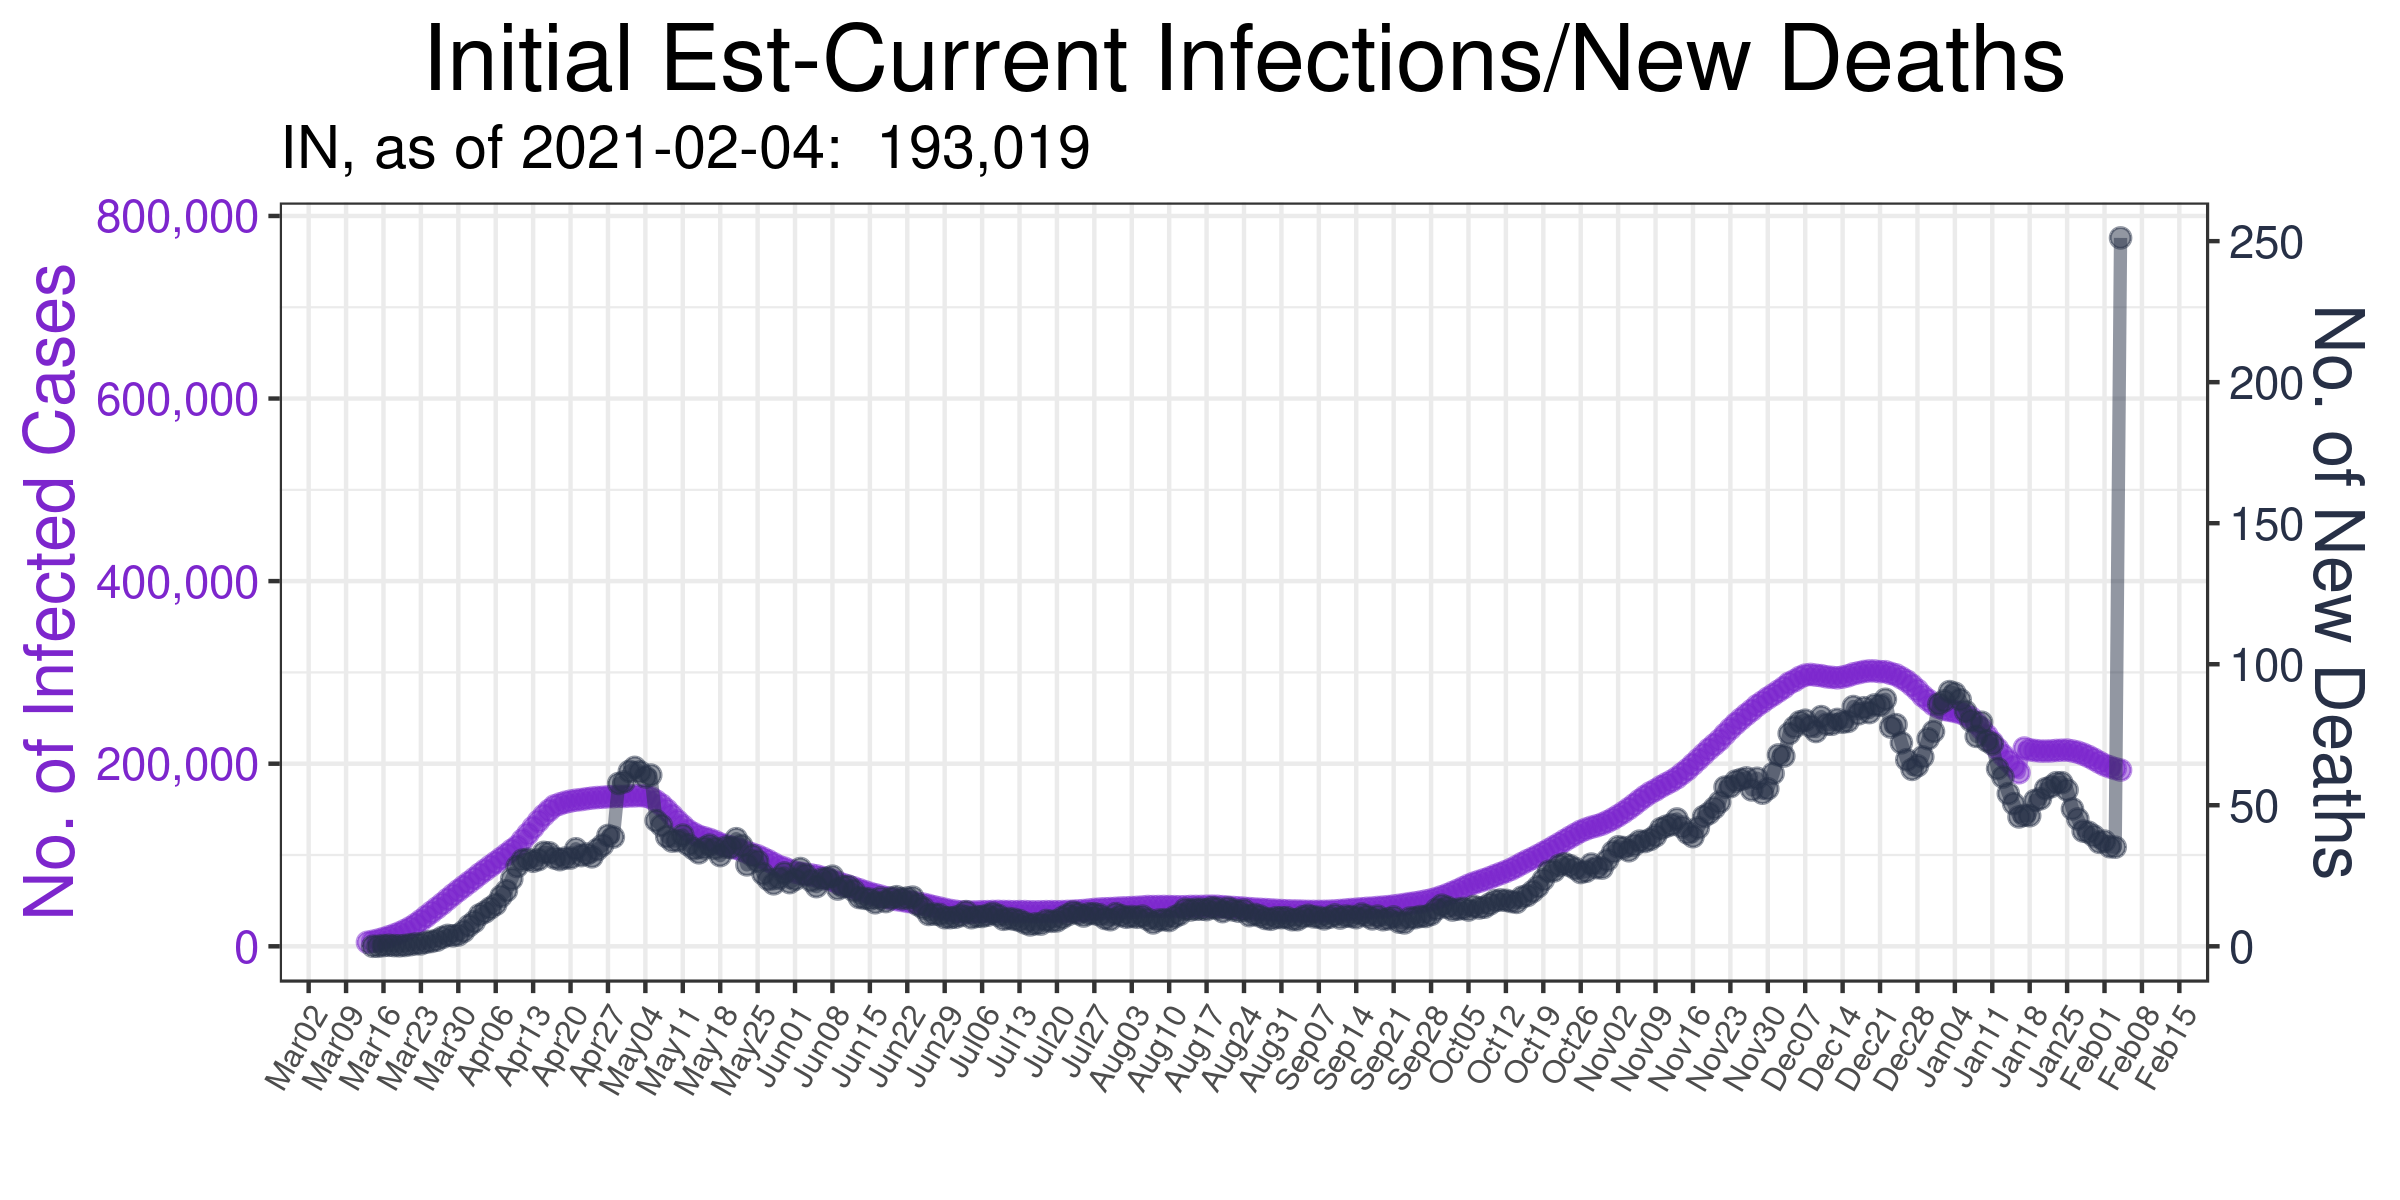 Initial Est-Current Infections/New Deaths
IN, as of 2021-02-04:  193,019
No. of Infected Cases
800,000
600,000
400,000
200,000
0
250
200
150
100
50
0
No. of New Deaths
Mar02
Mar09
Mar16
Mar23
Mar30
Apr06
Apr13
Apr20
Apr27
May04
May11
May18
May25
Jun01
Jun08
Jun15
Jun22
Jun29
Jul06
Jul13
Jul20
Jul27
Aug03
Aug10
Aug17
Aug24
Aug31
Sep07
Sep14
Sep21
Sep28
Oct05
Oct12
Oct19
Oct26
Nov02
Nov09
Nov16
Nov23
Nov30
Dec07
Dec14
Dec21
Dec28
Jan04
Jan11
Jan18
Jan25
Feb01
Feb08
Feb15